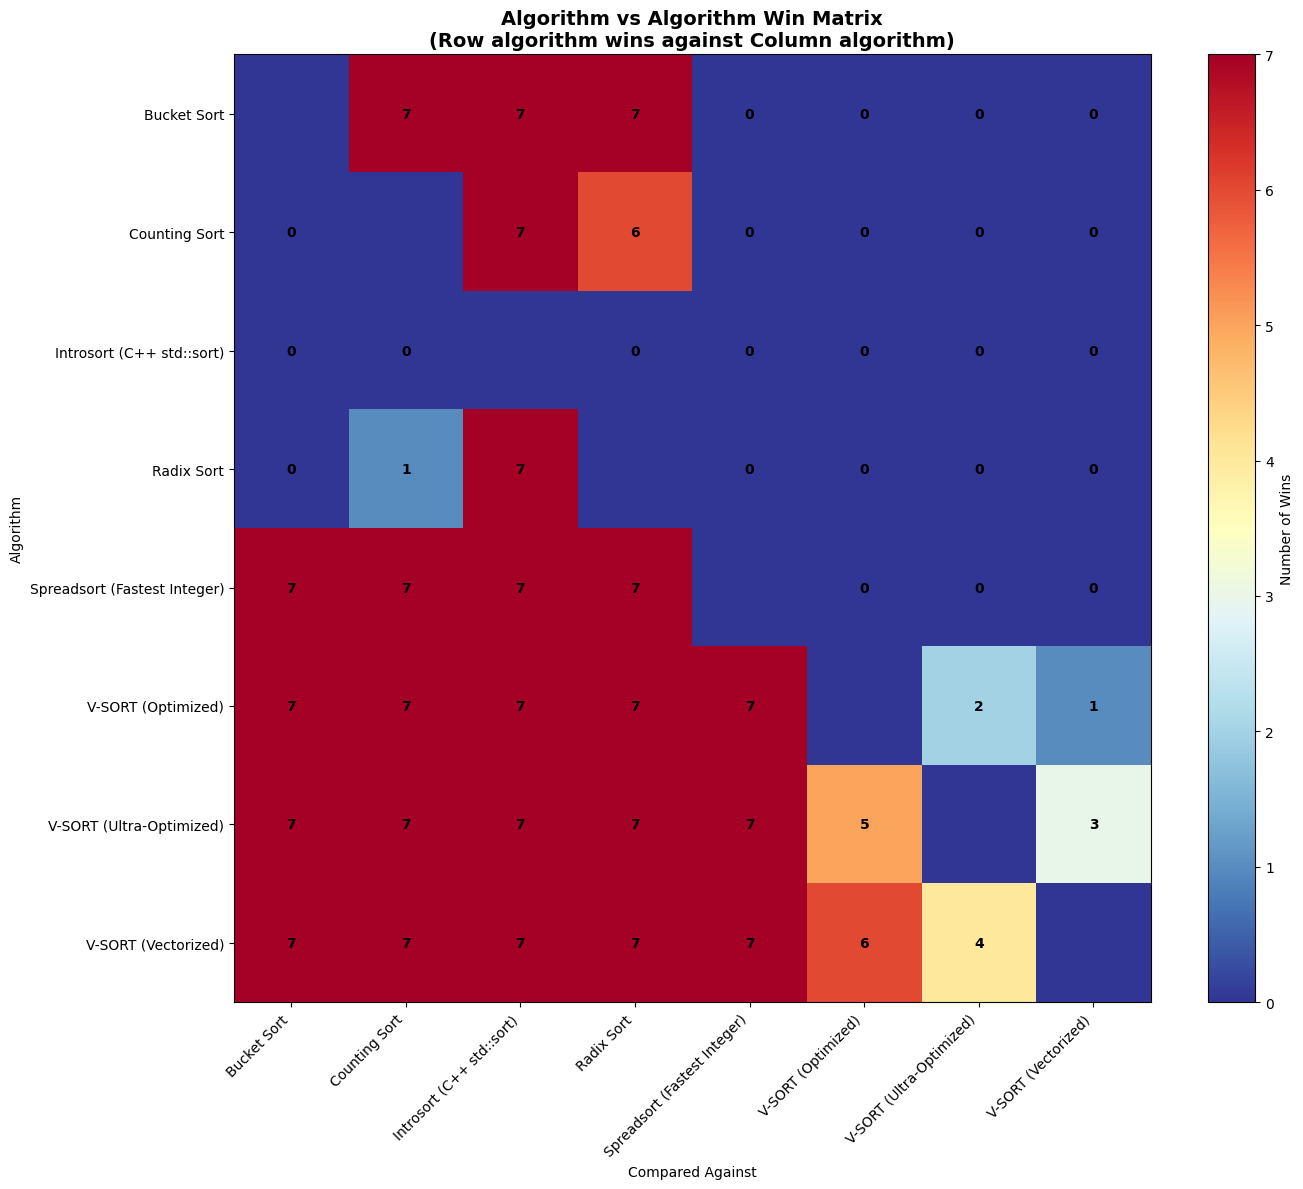 Algorithm vs Algorithm Win Matrix
(Row algorithm wins against Column algorithm)
Algorithm
Bucket Sort 7 7 7 0 0 0 0
Counting Sort 0 7 6 0 0 0 0
Introsort (C++ std::sort) 0 0 0 0 0 0 0
Radix Sort 0 1 7 0 0 0 0
Spreadsort (Fastest Integer) 7 7 7 7 0 0 0
V-SORT (Optimized) 7 7 7 7 7 2 1
V-SORT (Ultra-Optimized) 7 7 7 7 7 5 3
V-SORT (Vectorized) 7 7 7 7 7 6 4
Bucket Sort
Counting Sort
Introsort (C++ std::sort)
Radix Sort
Spreadsort (Fastest Integer)
V-SORT (Optimized)
V-SORT (Ultra-Optimized)
V-SORT (Vectorized)
Compared Against
7
6
5
4
3
2
1
0
Number of Wins